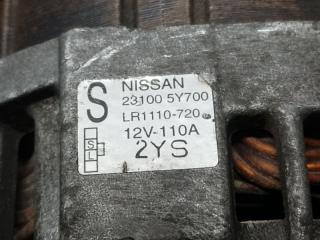 S NISSAN
23100 5Y700
LR1110-720
S 12V-110A
L 2YS